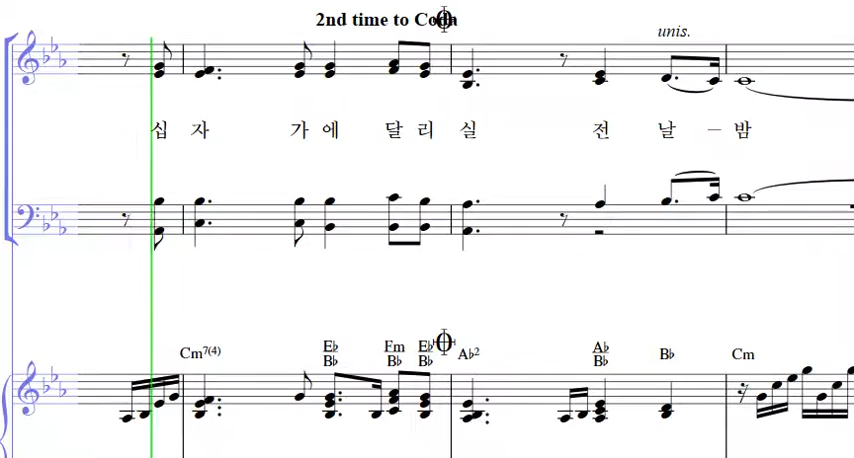 2nd time to Coda
unis.
십 자 가 에 달 리 실 전 날 – 밤
Cm7(4) E♭/B♭ Fm/B♭ E♭/B♭ A♭2 A♭/B♭ B♭ Cm